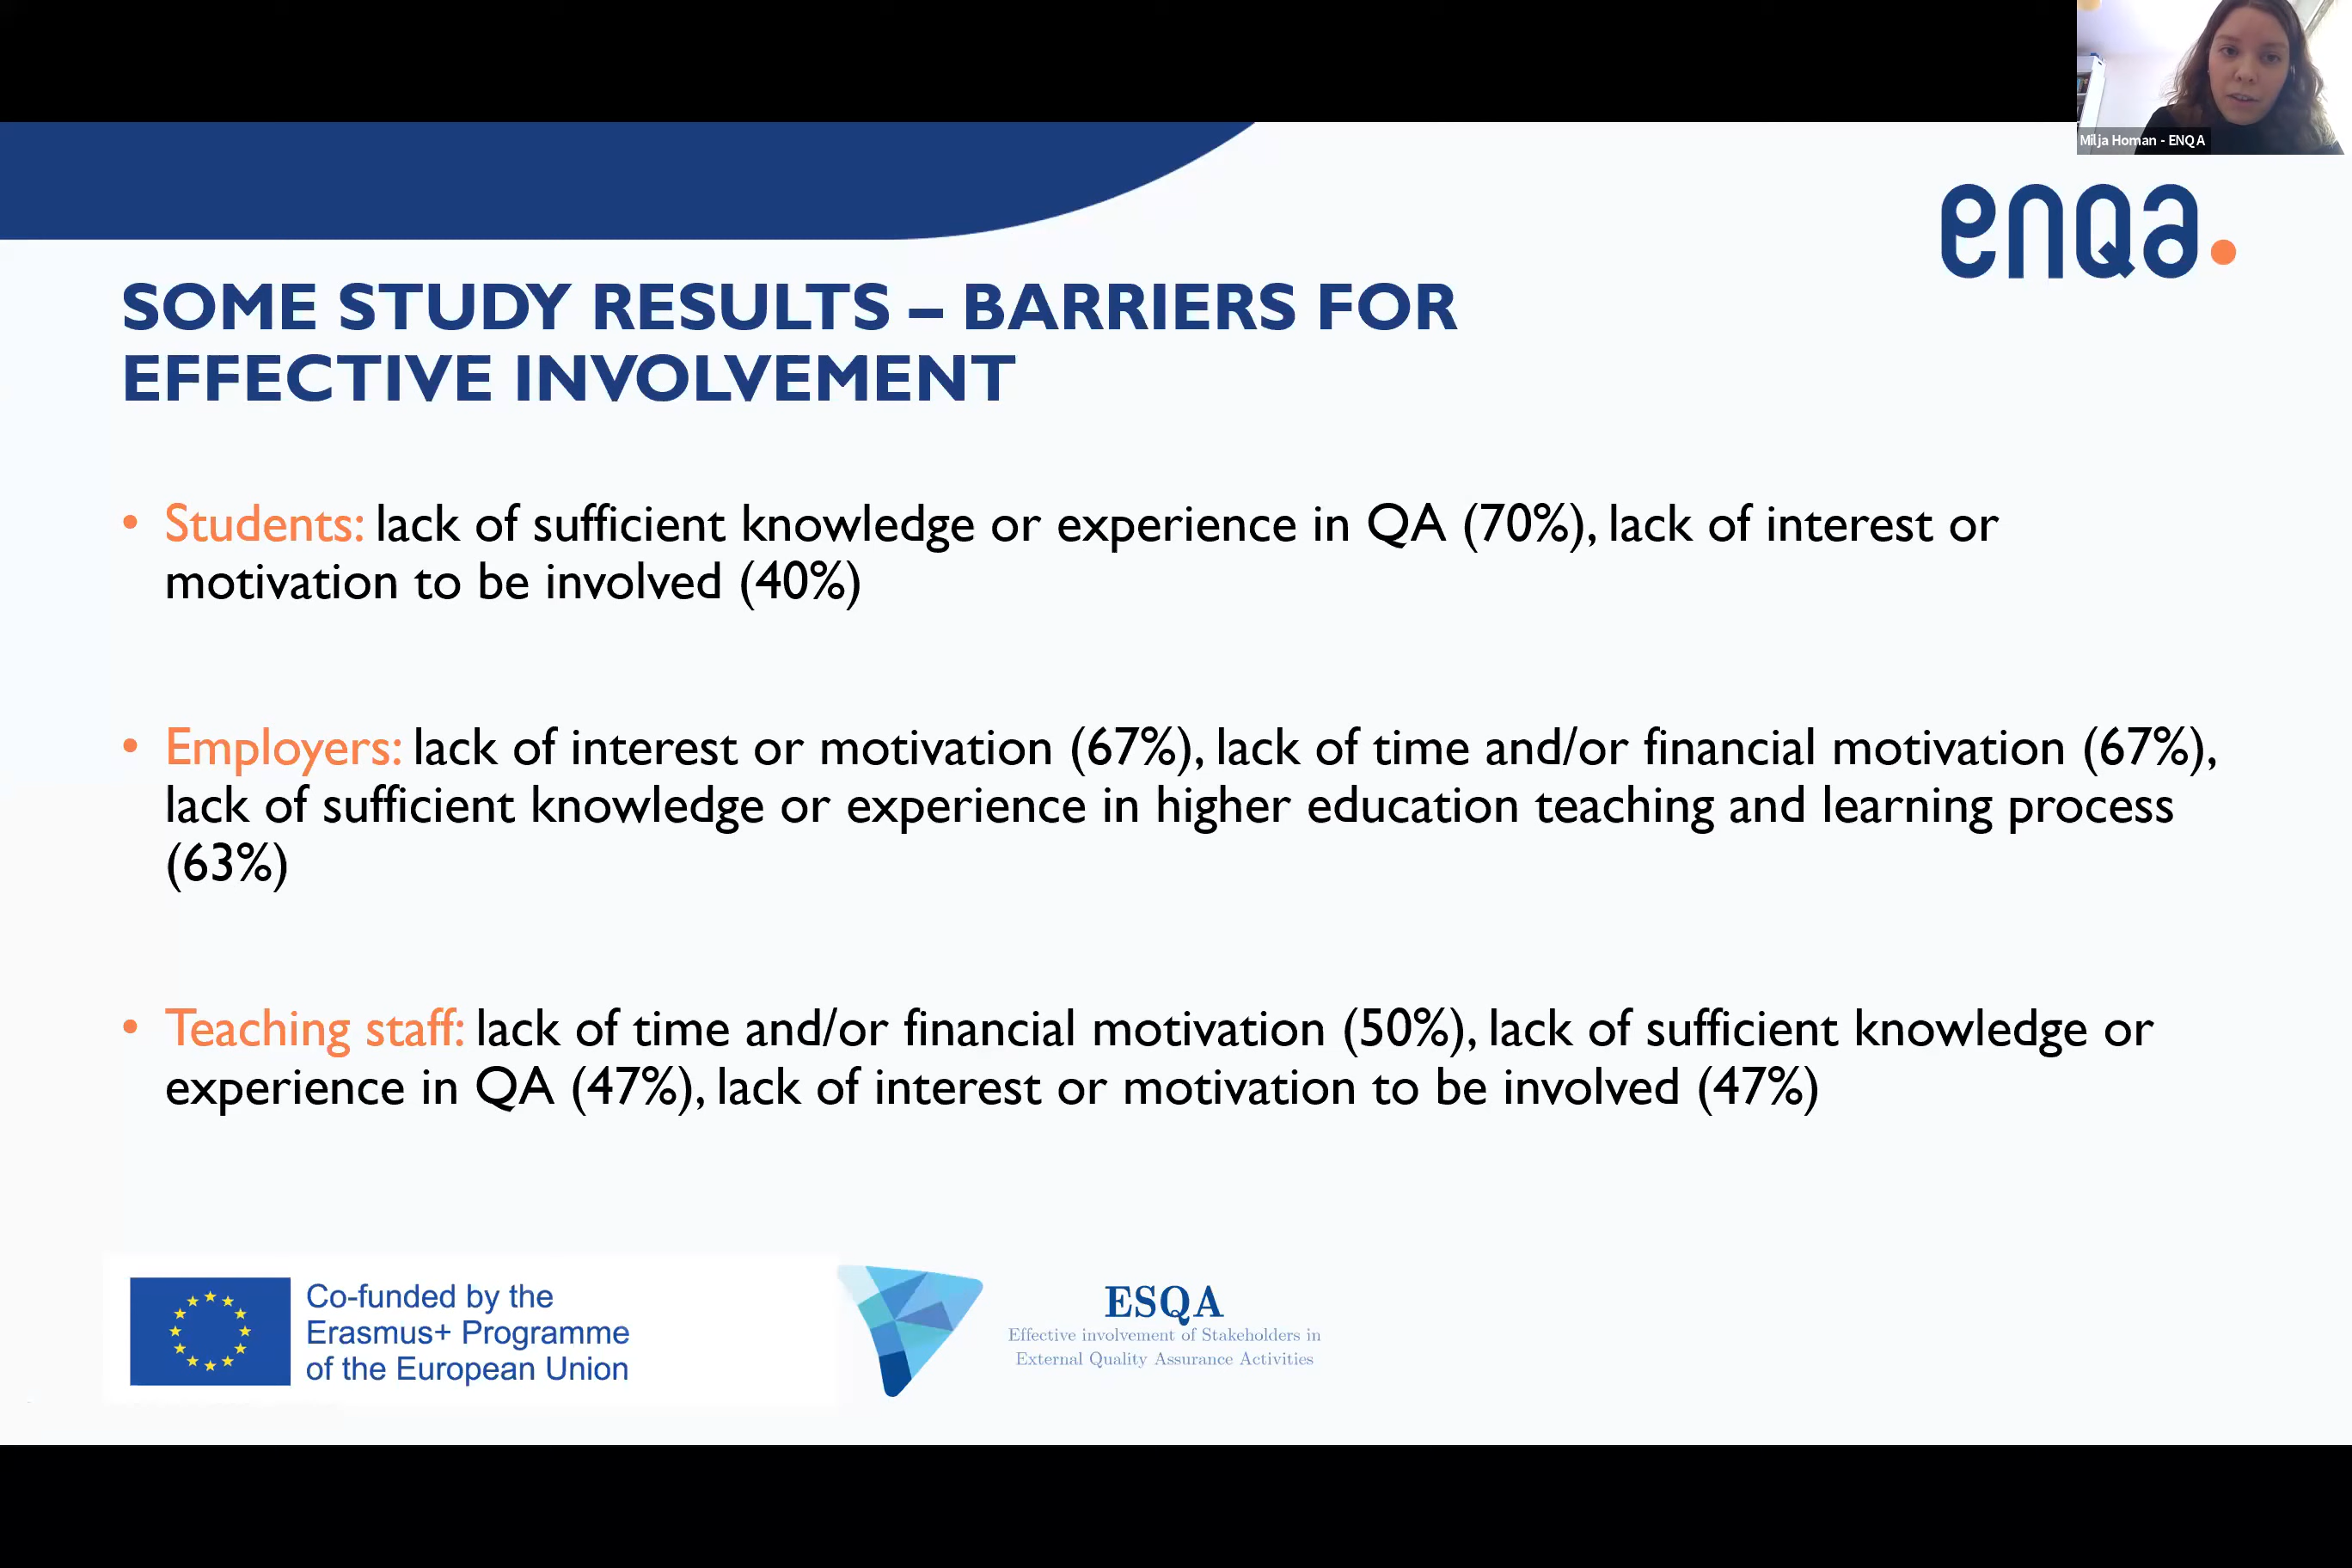 Milja Homan - ENQA
enqa.
SOME STUDY RESULTS – BARRIERS FOR
EFFECTIVE INVOLVEMENT
• Students: lack of sufficient knowledge or experience in QA (70%), lack of interest or
motivation to be involved (40%)
• Employers: lack of interest or motivation (67%), lack of time and/or financial motivation (67%),
lack of sufficient knowledge or experience in higher education teaching and learning process
(63%)
• Teaching staff: lack of time and/or financial motivation (50%), lack of sufficient knowledge or
experience in QA (47%), lack of interest or motivation to be involved (47%)
Co-funded by the
Erasmus+ Programme
of the European Union
ESQA
Effective involvement of Stakeholders in
External Quality Assurance Activities